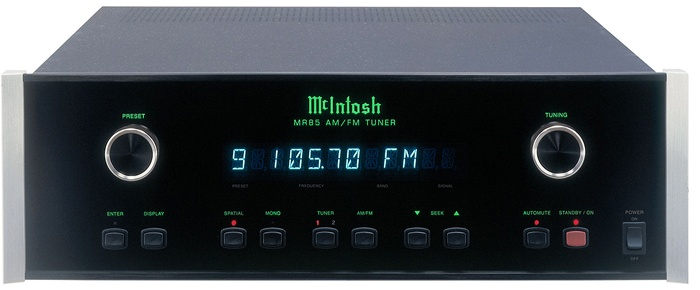 McIntosh
MR85 AM/FM TUNER
PRESET
TUNING
9 105.70 FM
PRESET FREQUENCY BAND SIGNAL
ENTER DISPLAY SPATIAL MONO TUNER AM/FM ▼ SEEK ▲ AUTOMUTE STANDBY / ON POWER
1 2
ON
OFF